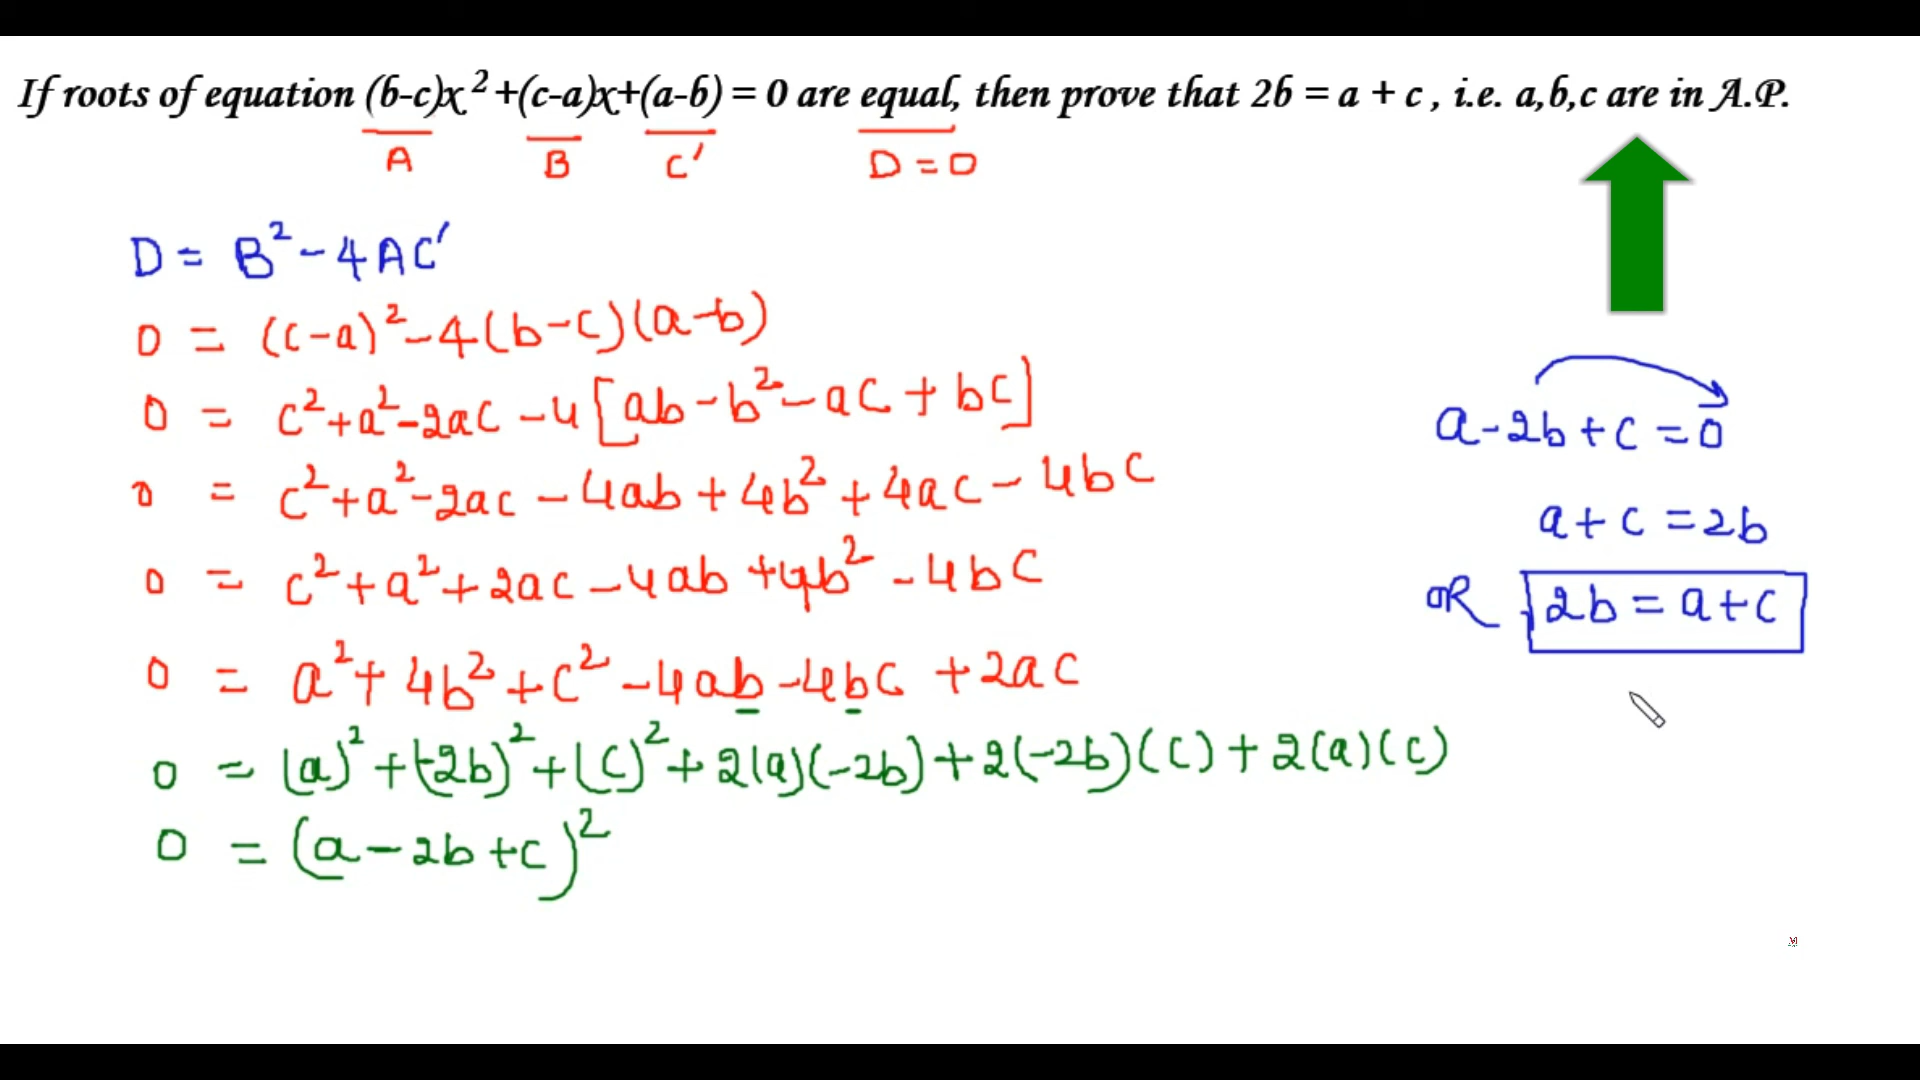 If roots of equation (b-c)x²+(c-a)x+(a-b) = 0 are equal, then prove that 2b = a + c , i.e. a,b,c are in A.P.
A B C' D = 0
D = B² - 4AC'
0 = (c-a)² - 4(b-c)(a-b)
0 = c²+a²-2ac -4[ab-b²-ac+bc]
0 = c²+a²-2ac -4ab+4b²+4ac-4bc
0 = c²+a²+2ac-4ab+4b²-4bc
0 = a²+4b²+c²-4ab-4bc+2ac
0 = (a)²+(-2b)²+(c)²+2(a)(-2b)+2(-2b)(c)+2(a)(c)
0 = (a-2b+c)²
a-2b+c=0
a+c=2b
OR 2b=a+c